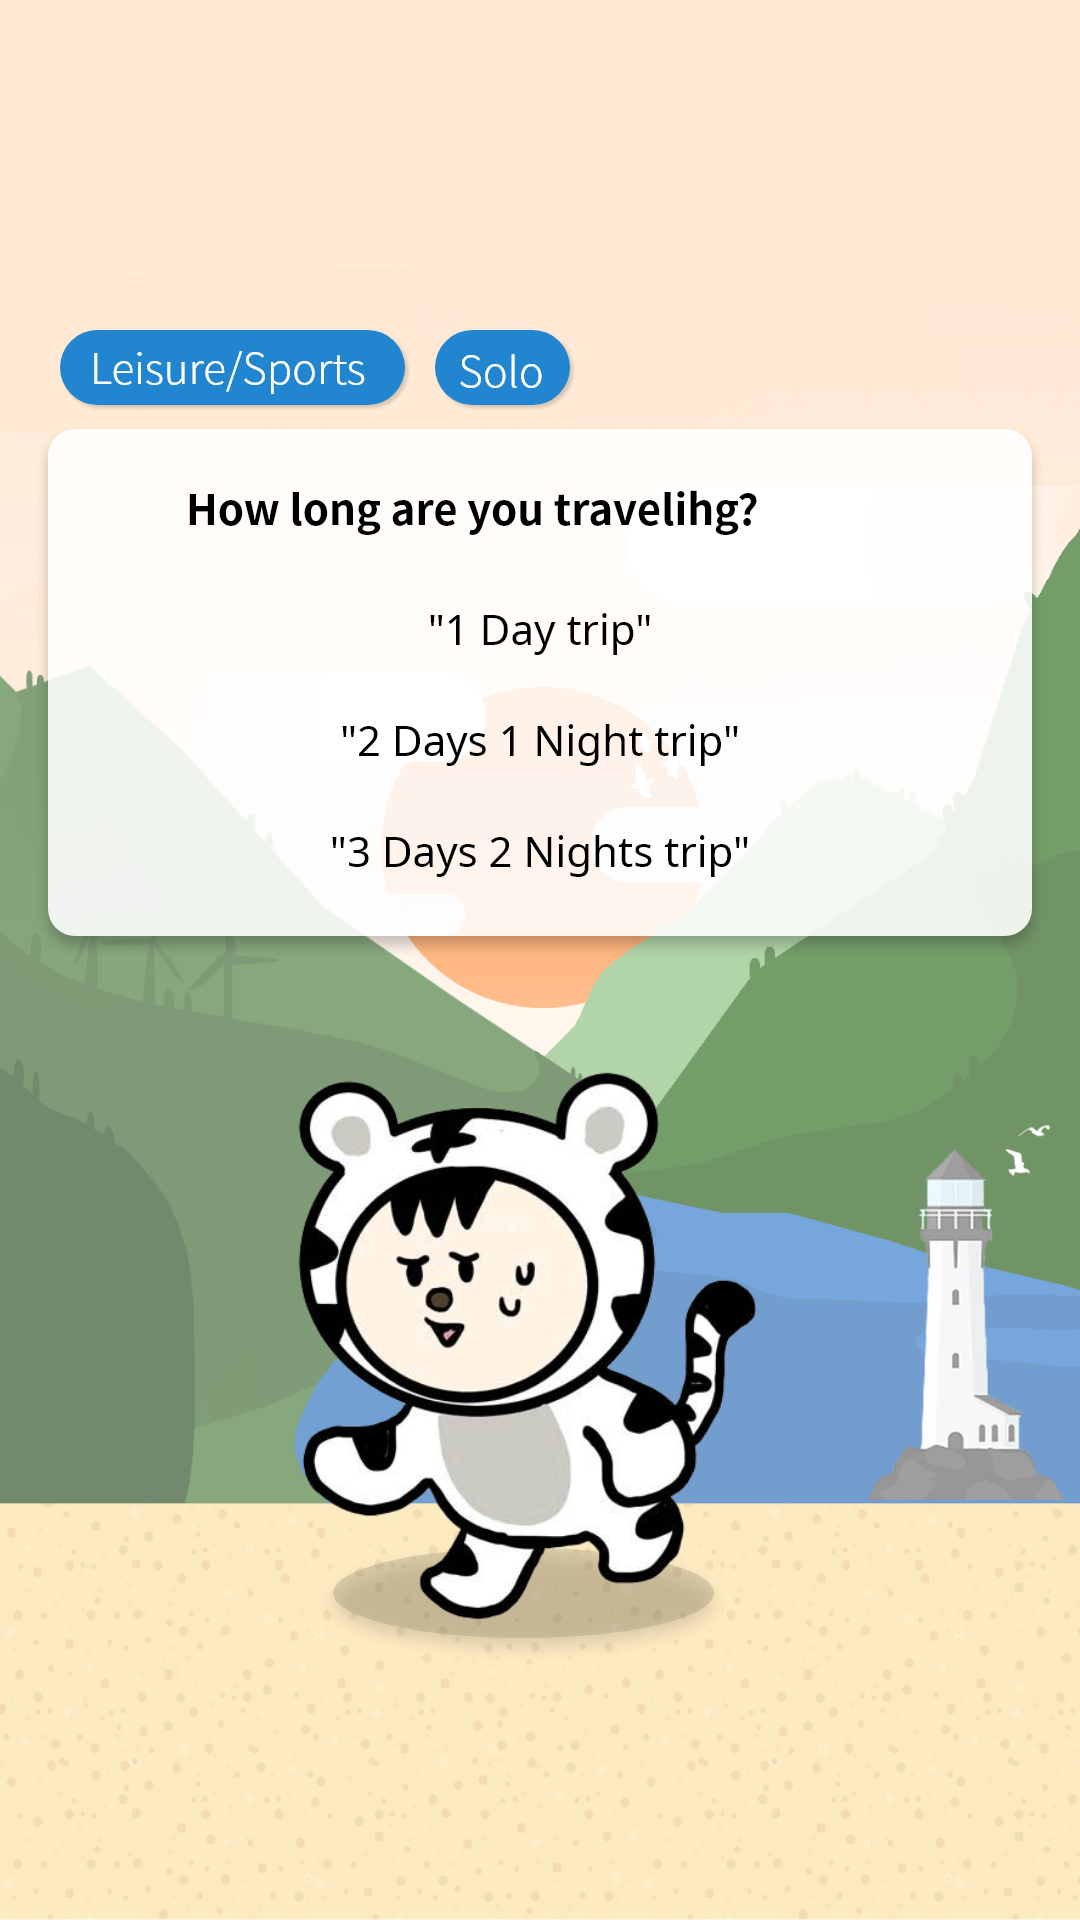 Leisure/Sports Solo
How long are you travelihg?
"1 Day trip"
"2 Days 1 Night trip"
"3 Days 2 Nights trip"